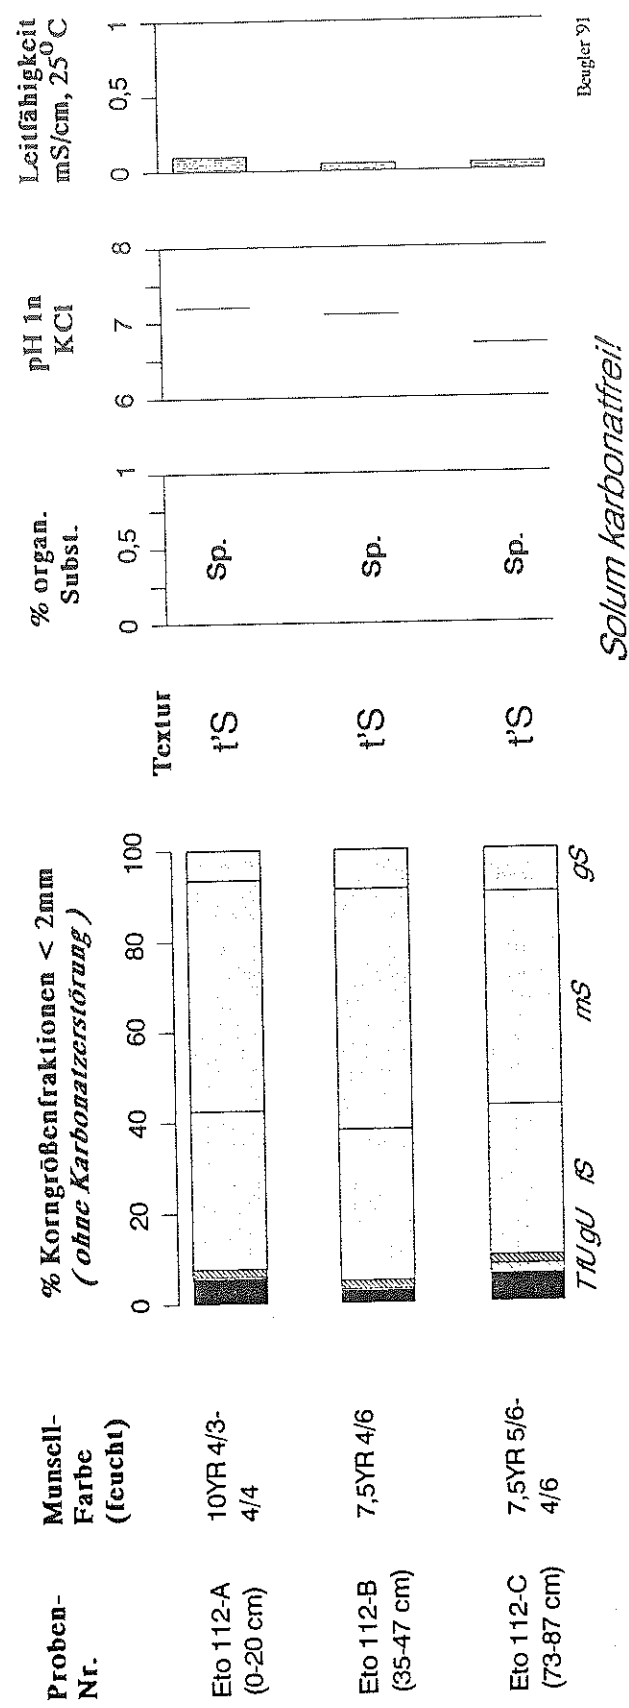 Proben-
Nr.
Munsell-
Farbe
(feucht)
% Korngrößenfraktionen < 2mm
(ohne Karbonatzerstörung)
0 20 40 60 80 100
Textur
% organ.
Subst.
0 0,5 1
pH in
KCl
6 7 8
Leitfähigkeit
mS/cm, 25°C
0 0,5 1
Eto 112-A
(0-20 cm)
10YR 4/3-
4/4
t'S
Sp.
Eto 112-B
(35-47 cm)
7,5YR 4/6
t'S
Sp.
Eto 112-C
(73-87 cm)
7,5YR 5/6-
4/6
t'S
Sp.
T fU gU fS mS gS
Solum karbonatfrei!
Beugler '91